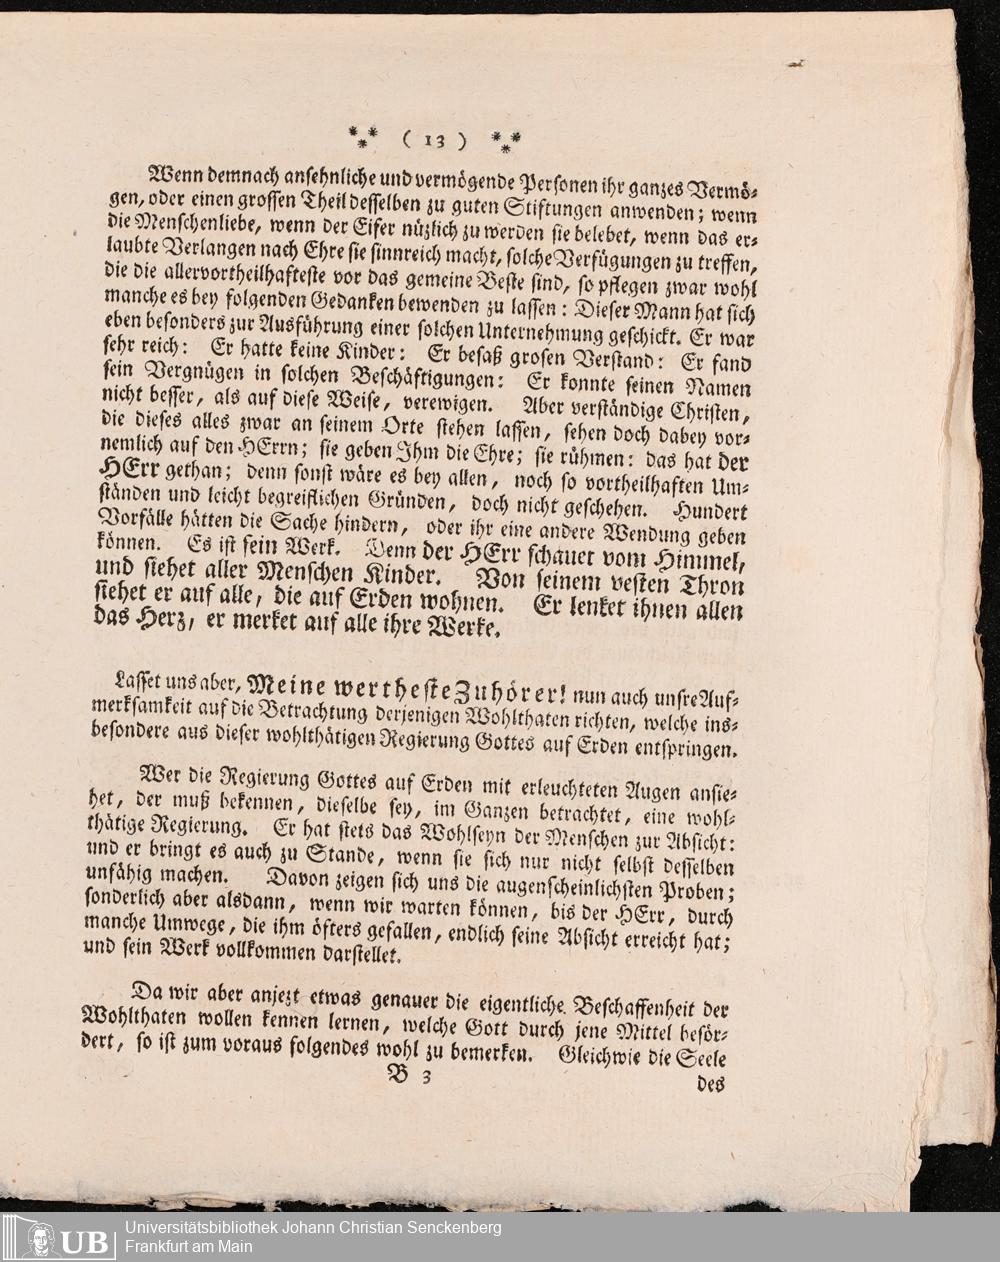 *** ( 13 ) ***
Wenn demnach ansehnliche und vermögende Personen ihr ganzes Vermö-
gen, oder einen grossen Theil desselben zu guten Stiftungen anwenden; wenn
die Menschenliebe, wenn der Eifer nüzlich zu werden sie belebet, wenn das er-
laubte Verlangen nach Ehre sie sinnreich macht, solche Verfügungen zu treffen,
die die allervortheilhafteste vor das gemeine Beste sind, so pflegen zwar wohl
manche es bey folgenden Gedanken bewenden zu lassen: Dieser Mann hat sich
eben besonders zur Ausführung einer solchen Unternehmung geschickt. Er war
sehr reich: Er hatte keine Kinder: Er besaß grosen Verstand: Er fand
sein Vergnügen in solchen Beschäftigungen: Er konnte seinen Namen
nicht besser, als auf diese Weise, verewigen. Aber verständige Christen,
die dieses alles zwar an seinem Orte stehen lassen, sehen doch dabey vor-
nemlich auf den HErrn; sie geben Ihm die Ehre; sie rühmen: das hat der
HErr gethan; denn sonst wäre es bey allen, noch so vortheilhaften Um-
ständen und leicht begreiflichen Gründen, doch nicht geschehen. Hundert
Vorfälle hätten die Sache hindern, oder ihr eine andere Wendung geben
können. Es ist sein Werk. Denn der HErr schauet vom Himmel,
und siehet aller Menschen Kinder. Von seinem vesten Thron
siehet er auf alle, die auf Erden wohnen. Er lenket ihnen allen
das Herz, er merket auf alle ihre Werke.
Lasset uns aber, Meine wertheste Zuhörer! nun auch unsre Auf-
merksamkeit auf die Betrachtung derjenigen Wohlthaten richten, welche ins-
besondere aus dieser wohlthätigen Regierung Gottes auf Erden entspringen.
Wer die Regierung Gottes auf Erden mit erleuchteten Augen ansie-
het, der muß bekennen, dieselbe sey, im Ganzen betrachtet, eine wohl-
thätige Regierung. Er hat stets das Wohlseyn der Menschen zur Absicht:
und er bringt es auch zu Stande, wenn sie sich nur nicht selbst desselben
unfähig machen. Davon zeigen sich uns die augenscheinlichsten Proben;
sonderlich aber alsdann, wenn wir warten können, bis der HErr, durch
manche Umwege, die ihm öfters gefallen, endlich seine Absicht erreicht hat;
und sein Werk vollkommen darstellet.
Da wir aber anjezt etwas genauer die eigentliche Beschaffenheit der
Wohlthaten wollen kennen lernen, welche Gott durch jene Mittel beför-
dert, so ist zum voraus folgendes wohl zu bemerken. Gleichwie die Seele
B 3
des
UB
Universitätsbibliothek Johann Christian Senckenberg
Frankfurt am Main